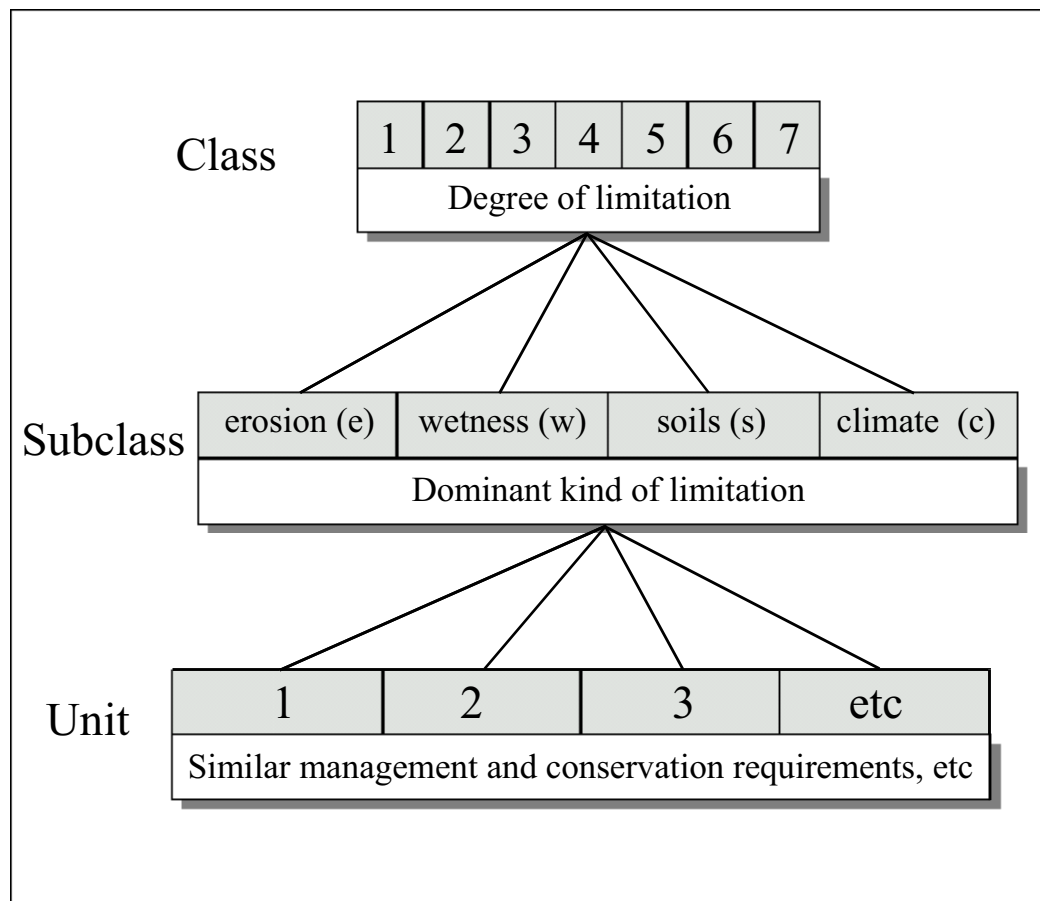 Class
1 2 3 4 5 6 7
Degree of limitation
Subclass
erosion (e) wetness (w) soils (s) climate (c)
Dominant kind of limitation
Unit
1 2 3 etc
Similar management and conservation requirements, etc